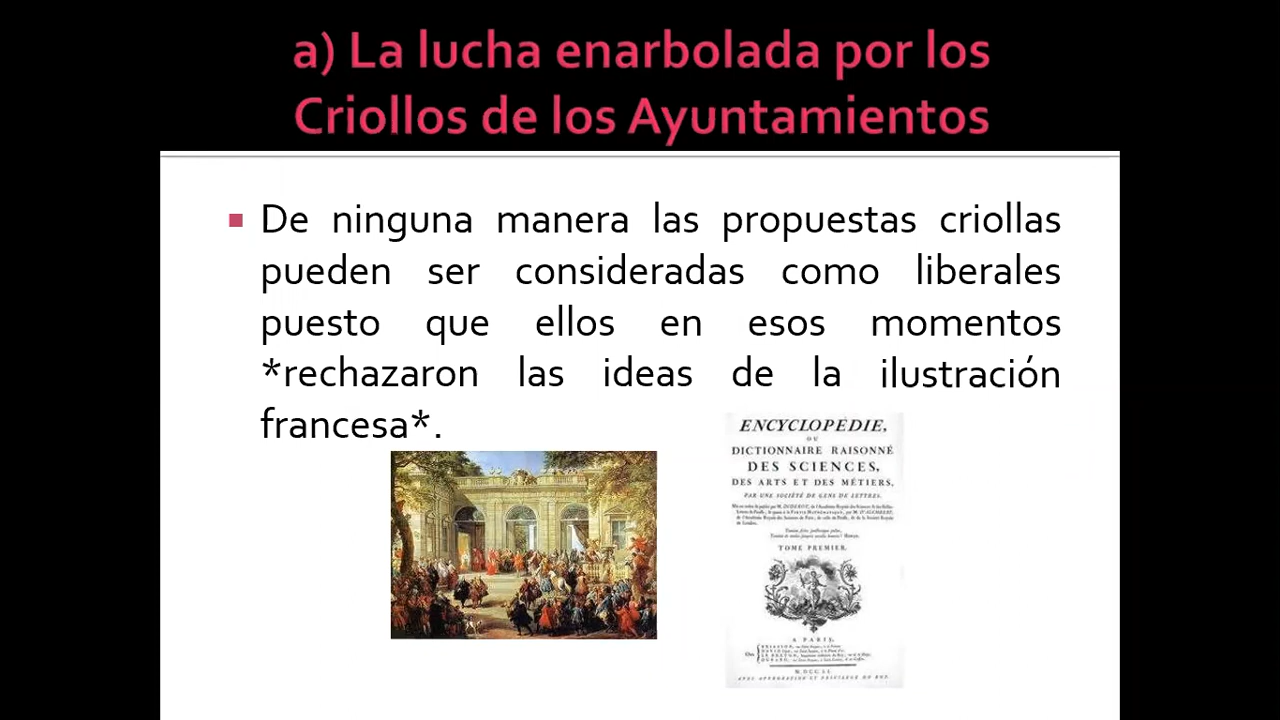 a) La lucha enarbolada por los
Criollos de los Ayuntamientos
De ninguna manera las propuestas criollas
pueden ser consideradas como liberales
puesto que ellos en esos momentos
*rechazaron las ideas de la ilustración
francesa*.
ENCYCLOPÉDIE,
OU
DICTIONNAIRE RAISONNÉ
DES SCIENCES,
DES ARTS ET DES MÉTIERS,
PAR UNE SOCIÉTÉ DE GENS DE LETTRES.
TOME PREMIER.
A PARIS,